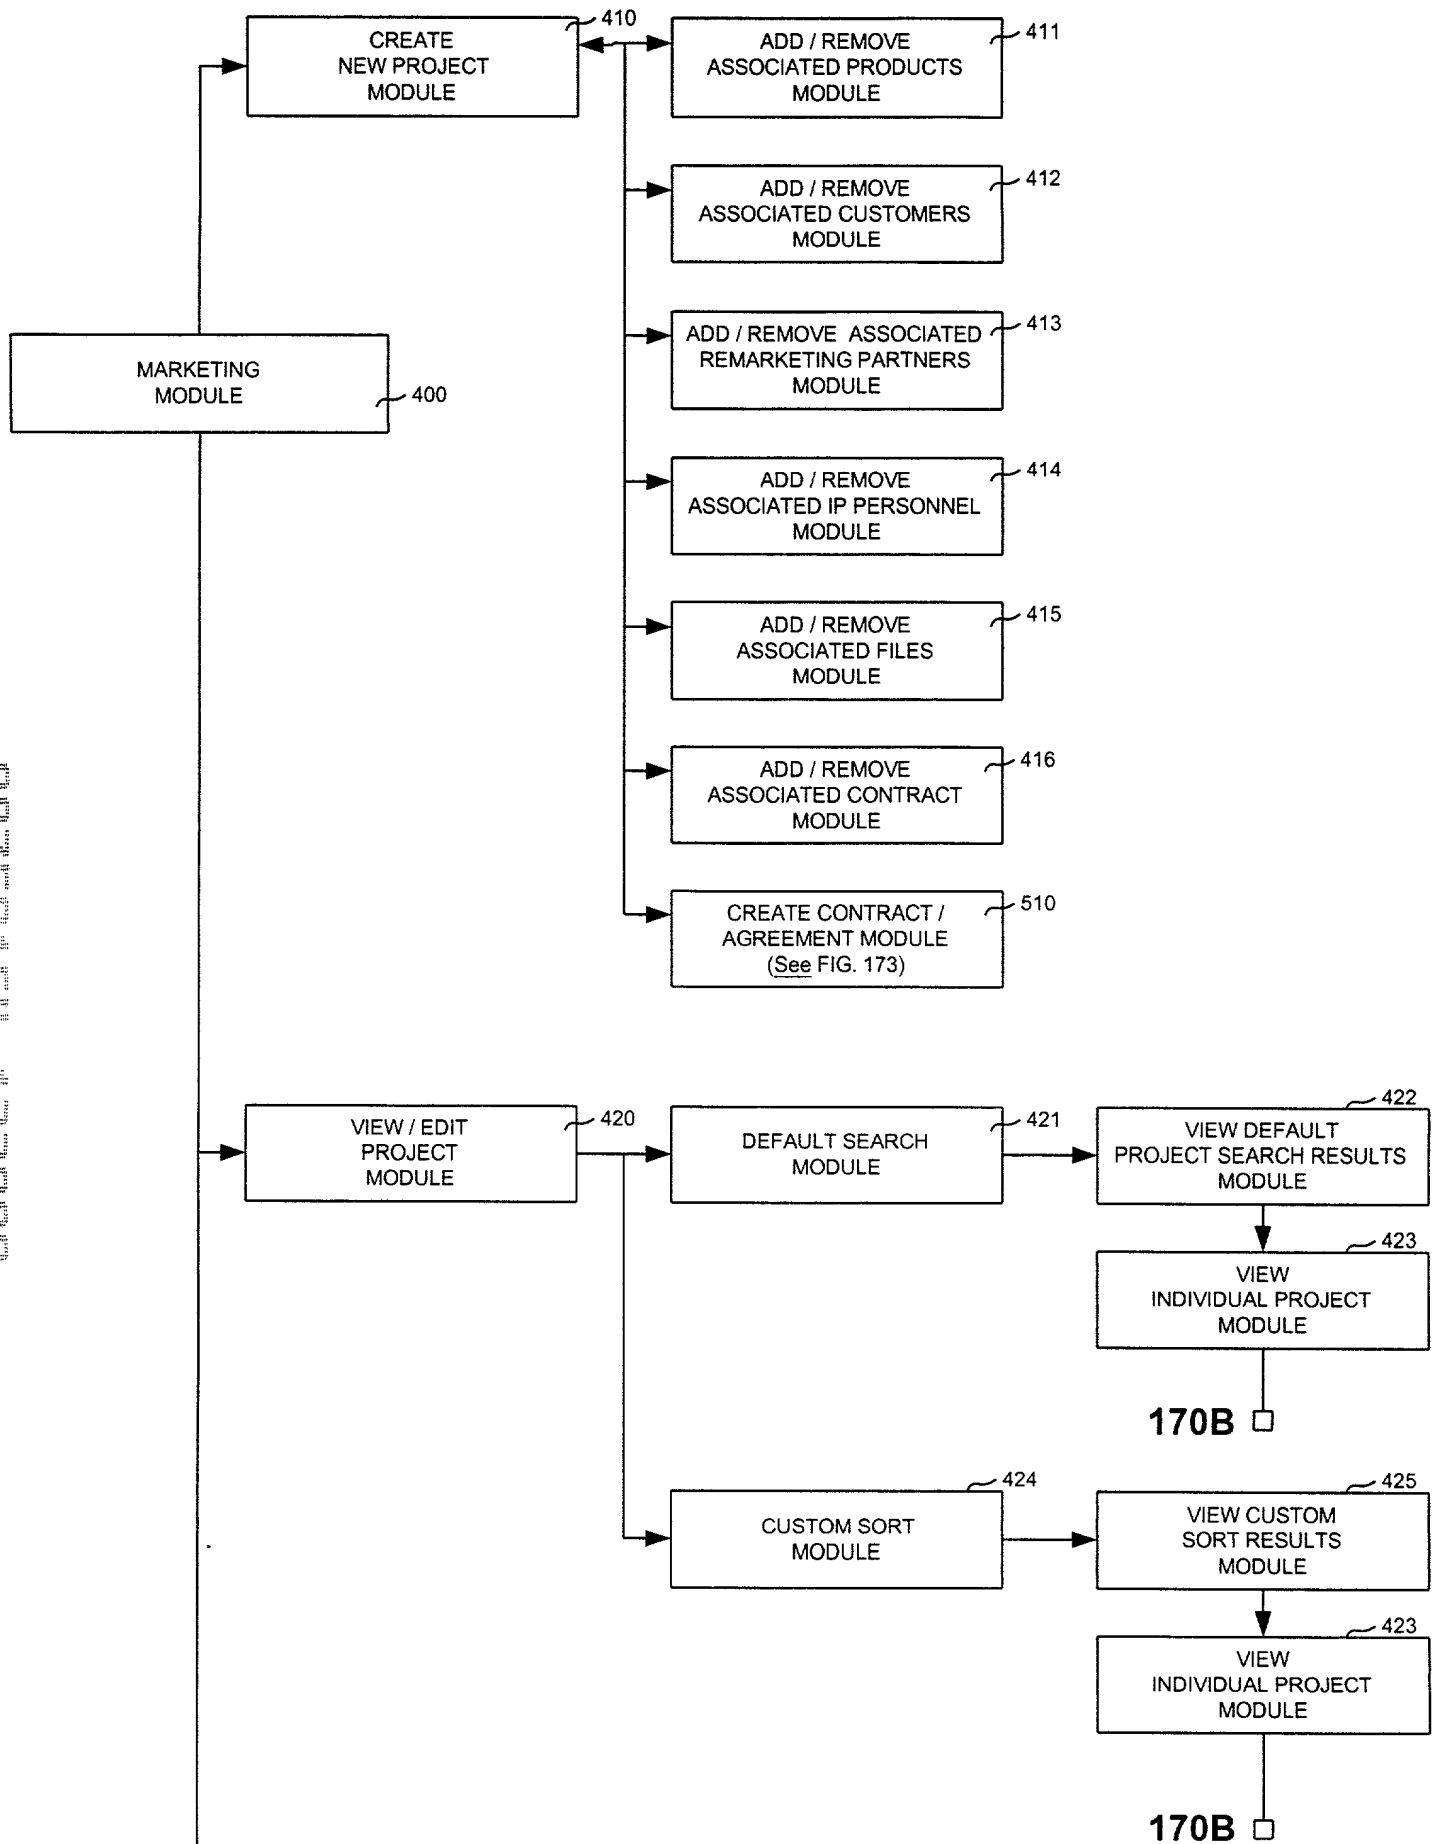 CREATE
NEW PROJECT
MODULE
410
ADD / REMOVE
ASSOCIATED PRODUCTS
MODULE
411
ADD / REMOVE
ASSOCIATED CUSTOMERS
MODULE
412
MARKETING
MODULE
400
ADD / REMOVE ASSOCIATED
REMARKETING PARTNERS
MODULE
413
ADD / REMOVE
ASSOCIATED IP PERSONNEL
MODULE
414
ADD / REMOVE
ASSOCIATED FILES
MODULE
415
ADD / REMOVE
ASSOCIATED CONTRACT
MODULE
416
CREATE CONTRACT /
AGREEMENT MODULE
(See FIG. 173)
510
VIEW / EDIT
PROJECT
MODULE
420
DEFAULT SEARCH
MODULE
421
422
VIEW DEFAULT
PROJECT SEARCH RESULTS
MODULE
423
VIEW
INDIVIDUAL PROJECT
MODULE
170B
424
CUSTOM SORT
MODULE
425
VIEW CUSTOM
SORT RESULTS
MODULE
423
VIEW
INDIVIDUAL PROJECT
MODULE
170B